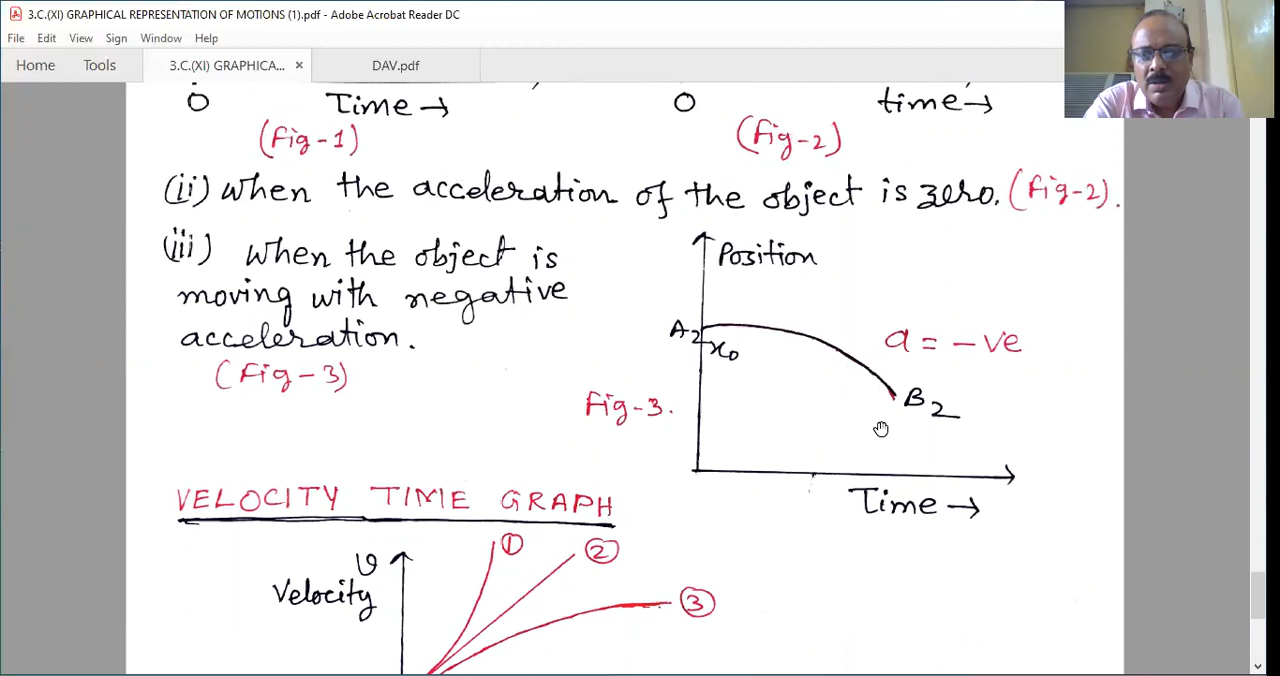 3.C.(XI) GRAPHICAL REPRESENTATION OF MOTIONS (1).pdf - Adobe Acrobat Reader DC
File Edit View Sign Window Help
Home Tools 3.C.(XI) GRAPHICA... × DAV.pdf
O Time → O time →
(Fig-1) (Fig-2)
(ii) when the acceleration of the object is zero. (Fig-2).
(iii) when the object is
moving with negative
acceleration.
(Fig-3)
Position
A2
x0
a = -ve
B2
Fig-3.
Time →
VELOCITY TIME GRAPH
① ② ③
υ
Velocity